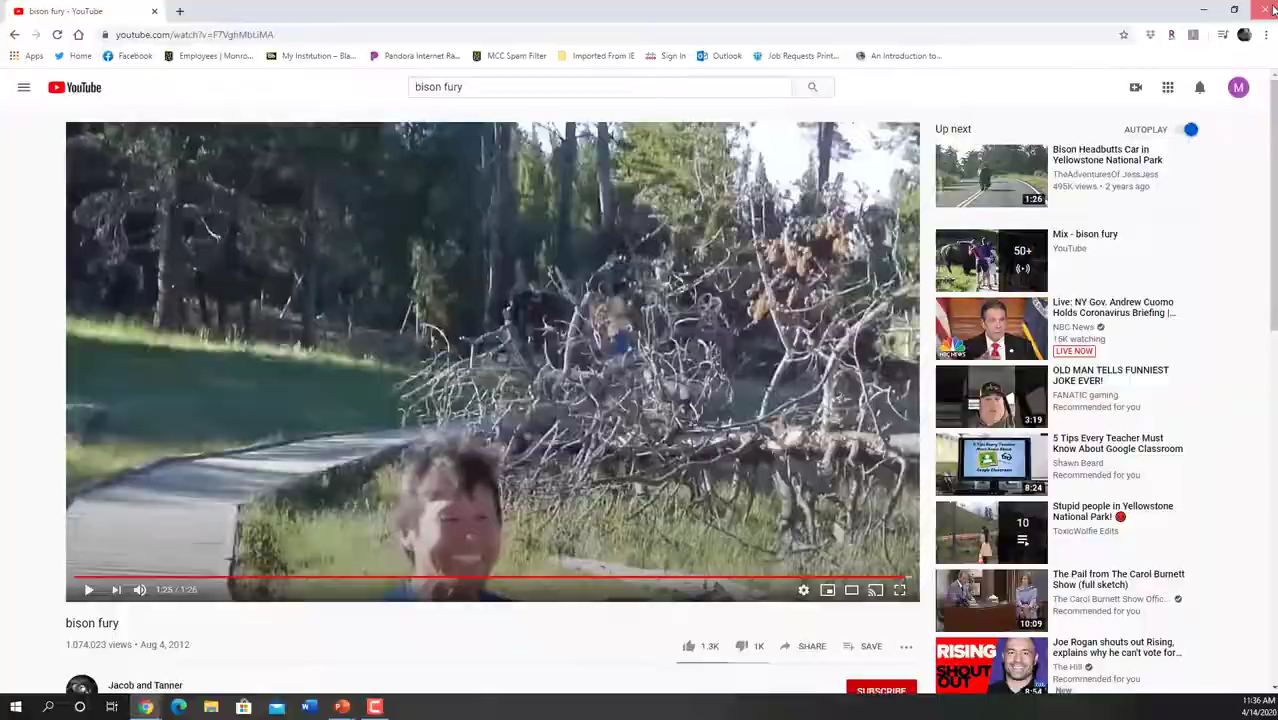 bison fury - YouTube
youtube.com/watch?v=F7VghMbLiMA
Apps
Home
Facebook
Employees | Monro...
My Institution – Bla...
Pandora Internet Ra...
MCC Spam Filter
Imported From IE
Sign In
Outlook
Job Requests Print...
An Introduction to...
YouTube
bison fury
M
Up next
AUTOPLAY
Bison Headbutts Car in
Yellowstone National Park
TheAdventuresOf JessJess
495K views • 2 years ago
1:26
Mix - bison fury
YouTube
50+
Live: NY Gov. Andrew Cuomo
Holds Coronavirus Briefing |...
NBC News
15K watching
LIVE NOW
OLD MAN TELLS FUNNIEST
JOKE EVER!
FANATIC gaming
Recommended for you
3:19
5 Tips Every Teacher Must
Know About Google Classroom
Shawn Beard
Recommended for you
8:24
Stupid people in Yellowstone
National Park!
ToxicWolfie Edits
10
The Pail from The Carol Burnett
Show (full sketch)
The Carol Burnett Show Offic...
Recommended for you
10:09
Joe Rogan shouts out Rising,
explains why he can't vote for...
The Hill
Recommended for you
New
RISING
SHOUT
OUT
8:54
1:25 / 1:26
bison fury
1,074,023 views • Aug 4, 2012
1.3K
1K
SHARE
SAVE
Jacob and Tanner
SUBSCRIBE
11:36 AM
4/14/2020